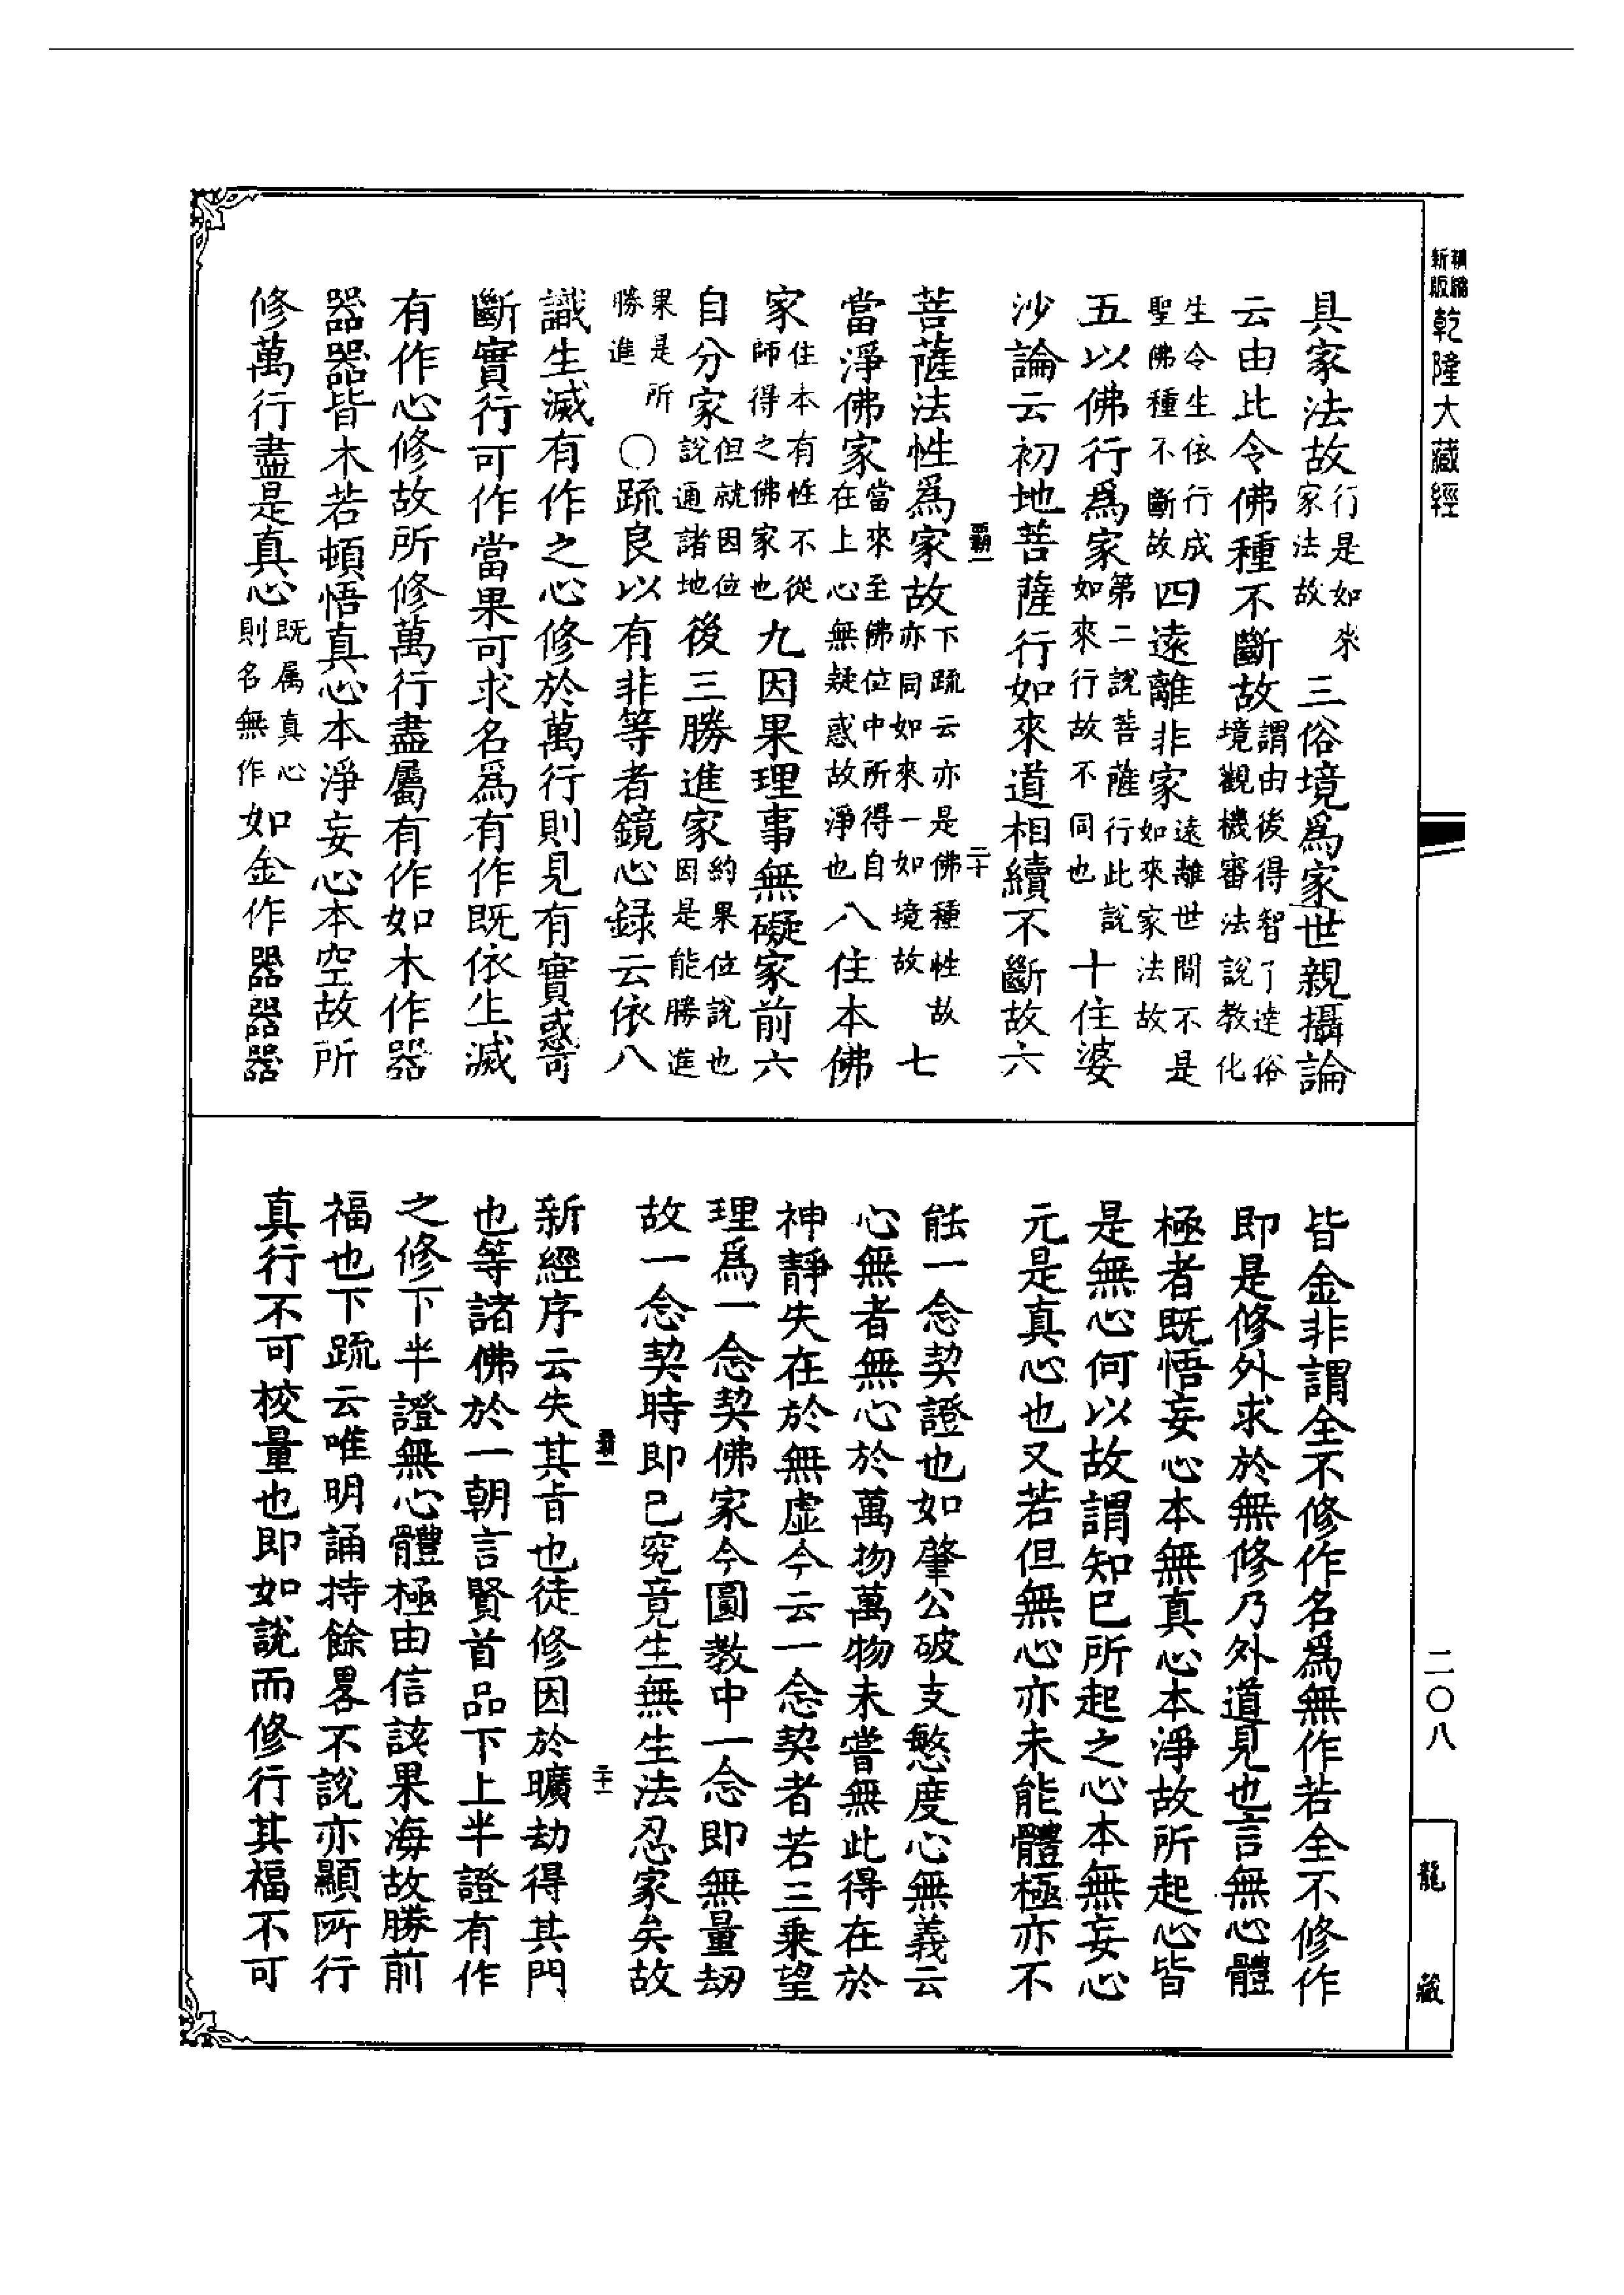 新版精編乾隆大藏經
具家法故行是如來家法故三俗境爲家世親攝論
云由比令佛種不斷故謂由後得智了達俗境觀機審法說教化
生令生依行成聖佛種不斷故四遠離非家遠離世間不是如來家法故
五以佛行爲家第二說菩薩行此說如來行故不同也十住婆
沙論云初地菩薩行如來道相續不斷故六
菩薩法性爲家故下疏云亦是佛種性故亦同如來一如境故七
當淨佛家當來至佛位中所得自在上心無疑惑故淨也八住本佛
家住本有性不從師得之佛家也九因果理事無礙家前六
自分家但就因位說通諸地後三勝進家約果位說也因是能勝進
果是所勝進〇疏良以有非等者鏡心録云依八
識生滅有作之心修於萬行則見有實惑可
斷實行可作當果可求名爲有作既依生滅
有作心修故所修萬行盡屬有作如木作器
器器皆木若頓悟真心本淨妄心本空故所
修萬行盡是真心既属真心則名無作如金作器器器
皆金非謂全不修作名爲無作若全不修作
即是修外求於無修乃外道見也言無心體
極者既悟妄心本無真心本淨故所起心皆
是無心何以故謂知已所起之心本無妄心
元是真心也又若但無心亦未能體極亦不
能一念契證也如肇公破支愍度心無義云
心無者無心於萬物萬物未嘗無此得在於
神靜失在於無虛今云一念契者若三乗望
理爲一念契佛家今圓教中一念即無量劫
故一念契時即已究竟生無生法忍家矣故
新經序云失其旨也徒修因於曠劫得其門
也等諸佛於一朝言賢首品下上半證有作
之修下半證無心體極由信該果海故勝前
福也下疏云唯明誦持餘畧不說亦顯所行
真行不可校量也即如說而修行其福不可
二〇八
龍藏